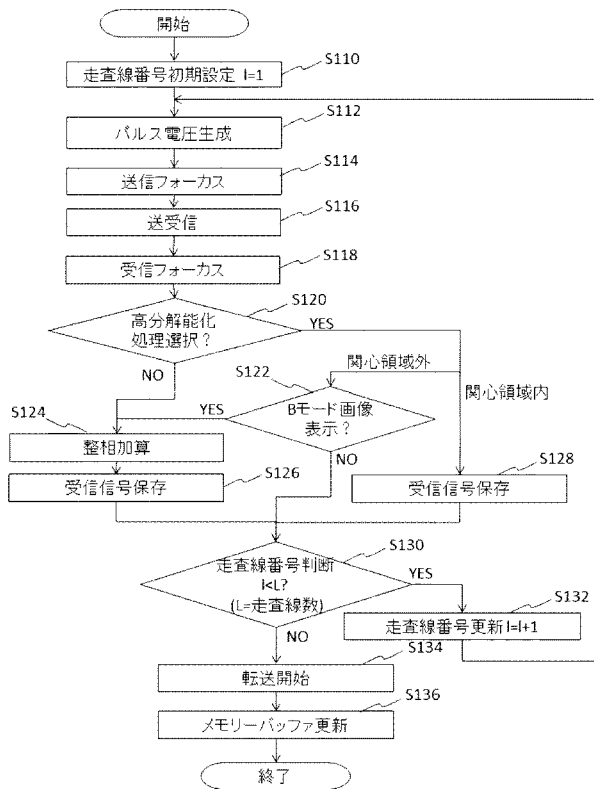 開始
走査線番号初期設定 l=1
S110
パルス電圧生成
S112
送信フォーカス
S114
送受信
S116
受信フォーカス
S118
高分解能化
処理選択?
S120
YES
NO
関心領域外
関心領域内
S122
Bモード画像
表示?
YES
NO
S124
整相加算
受信信号保存
S126
受信信号保存
S128
走査線番号判断
l<L?
(L=走査線数)
S130
YES
NO
S132
走査線番号更新 l=l+1
S134
転送開始
S136
メモリーバッファ更新
終了